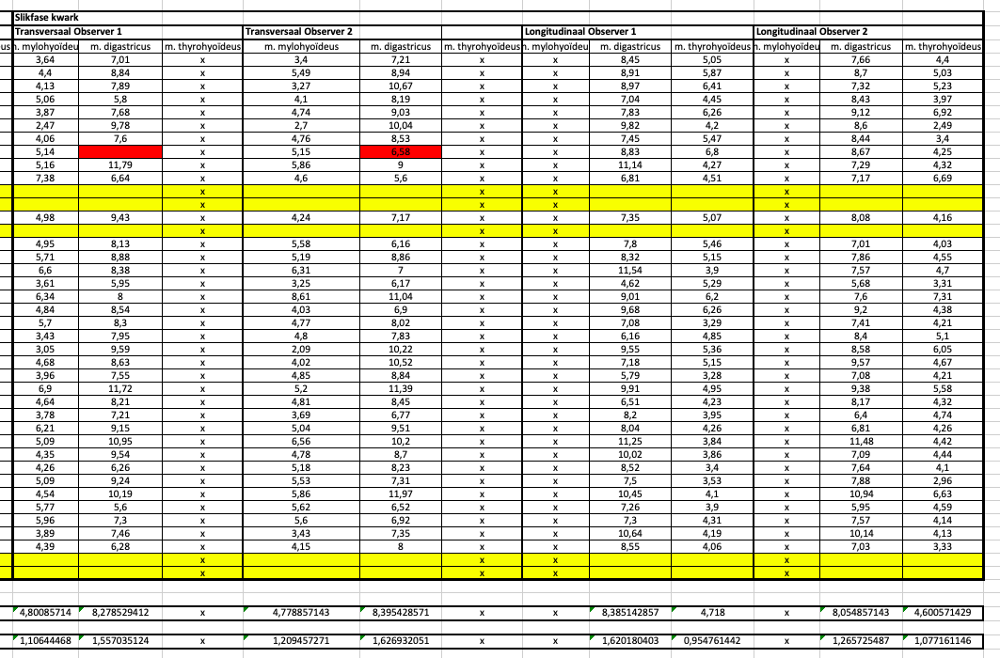 Slikfase kwark
Transversaal Observer 1 Transversaal Observer 2 Longitudinaal Observer 1 Longitudinaal Observer 2
eus m. mylohyoïdeu m. digastricus m. thyrohyoïdeus m. mylohyoïdeus m. digastricus m. thyrohyoïdeus m. mylohyoïdeu m. digastricus m. thyrohyoïdeus m. mylohyoïdeu m. digastricus m. thyrohyoïdeus
3,64 7,01 x 3,4 7,21 x x 8,45 5,05 x 7,66 4,4
4,4 8,84 x 5,49 8,94 x x 8,91 5,87 x 8,7 5,03
4,13 7,89 x 3,27 10,67 x x 8,97 6,41 x 7,32 5,23
5,06 5,8 x 4,1 8,19 x x 7,04 4,45 x 8,43 3,97
3,87 7,68 x 4,74 9,03 x x 7,83 6,26 x 9,12 6,92
2,47 9,78 x 2,7 10,04 x x 9,82 4,2 x 8,6 2,49
4,06 7,6 x 4,76 8,53 x x 7,45 5,47 x 8,44 3,4
5,14 x 5,15 6,58 x x 8,83 6,8 x 8,67 4,25
5,16 11,79 x 5,86 9 x x 11,14 4,27 x 7,29 4,32
7,38 6,64 x 4,6 5,6 x x 6,81 4,51 x 7,17 6,69
x x x x
x x x x
4,98 9,43 x 4,24 7,17 x x 7,35 5,07 x 8,08 4,16
x x x x
4,95 8,13 x 5,58 6,16 x x 7,8 5,46 x 7,01 4,03
5,71 8,88 x 5,19 8,86 x x 8,32 5,15 x 7,86 4,55
6,6 8,38 x 6,31 7 x x 11,54 3,9 x 7,57 4,7
3,61 5,95 x 3,25 6,17 x x 4,62 5,29 x 5,68 3,31
6,34 8 x 8,61 11,04 x x 9,01 6,2 x 7,6 7,31
4,84 8,54 x 4,03 6,9 x x 9,68 6,26 x 9,2 4,38
5,7 8,3 x 4,77 8,02 x x 7,08 3,29 x 7,41 4,21
3,43 7,95 x 4,8 7,83 x x 6,16 4,85 x 8,4 5,1
3,05 9,59 x 2,09 10,22 x x 9,55 5,36 x 8,58 6,05
4,68 8,63 x 4,02 10,52 x x 7,18 5,15 x 9,57 4,67
3,96 7,55 x 4,85 8,84 x x 5,79 3,28 x 7,08 4,21
6,9 11,72 x 5,2 11,39 x x 9,91 4,95 x 9,38 5,58
4,64 8,21 x 4,81 8,45 x x 6,51 4,23 x 8,17 4,32
3,78 7,21 x 3,69 6,77 x x 8,2 3,95 x 6,4 4,74
6,21 9,15 x 5,04 9,51 x x 8,04 4,26 x 6,81 4,26
5,09 10,95 x 6,56 10,2 x x 11,25 3,84 x 11,48 4,42
4,35 9,54 x 4,78 8,7 x x 10,02 3,86 x 7,09 4,44
4,26 6,26 x 5,18 8,23 x x 8,52 3,4 x 7,64 4,1
5,09 9,24 x 5,53 7,31 x x 7,5 3,53 x 7,88 2,96
4,54 10,19 x 5,86 11,97 x x 10,45 4,1 x 10,94 6,63
5,77 5,6 x 5,62 6,52 x x 7,26 3,9 x 5,95 4,59
5,96 7,3 x 5,6 6,92 x x 7,3 4,31 x 7,57 4,14
3,89 7,46 x 3,43 7,35 x x 10,64 4,19 x 10,14 4,13
4,39 6,28 x 4,15 8 x x 8,55 4,06 x 7,03 3,33
x x x x
x x x x
4,80085714 8,278529412 x 4,778857143 8,395428571 x x 8,385142857 4,718 x 8,054857143 4,600571429
1,10644468 1,557035124 x 1,209457271 1,626932051 x x 1,620180403 0,954761442 x 1,265725487 1,077161146